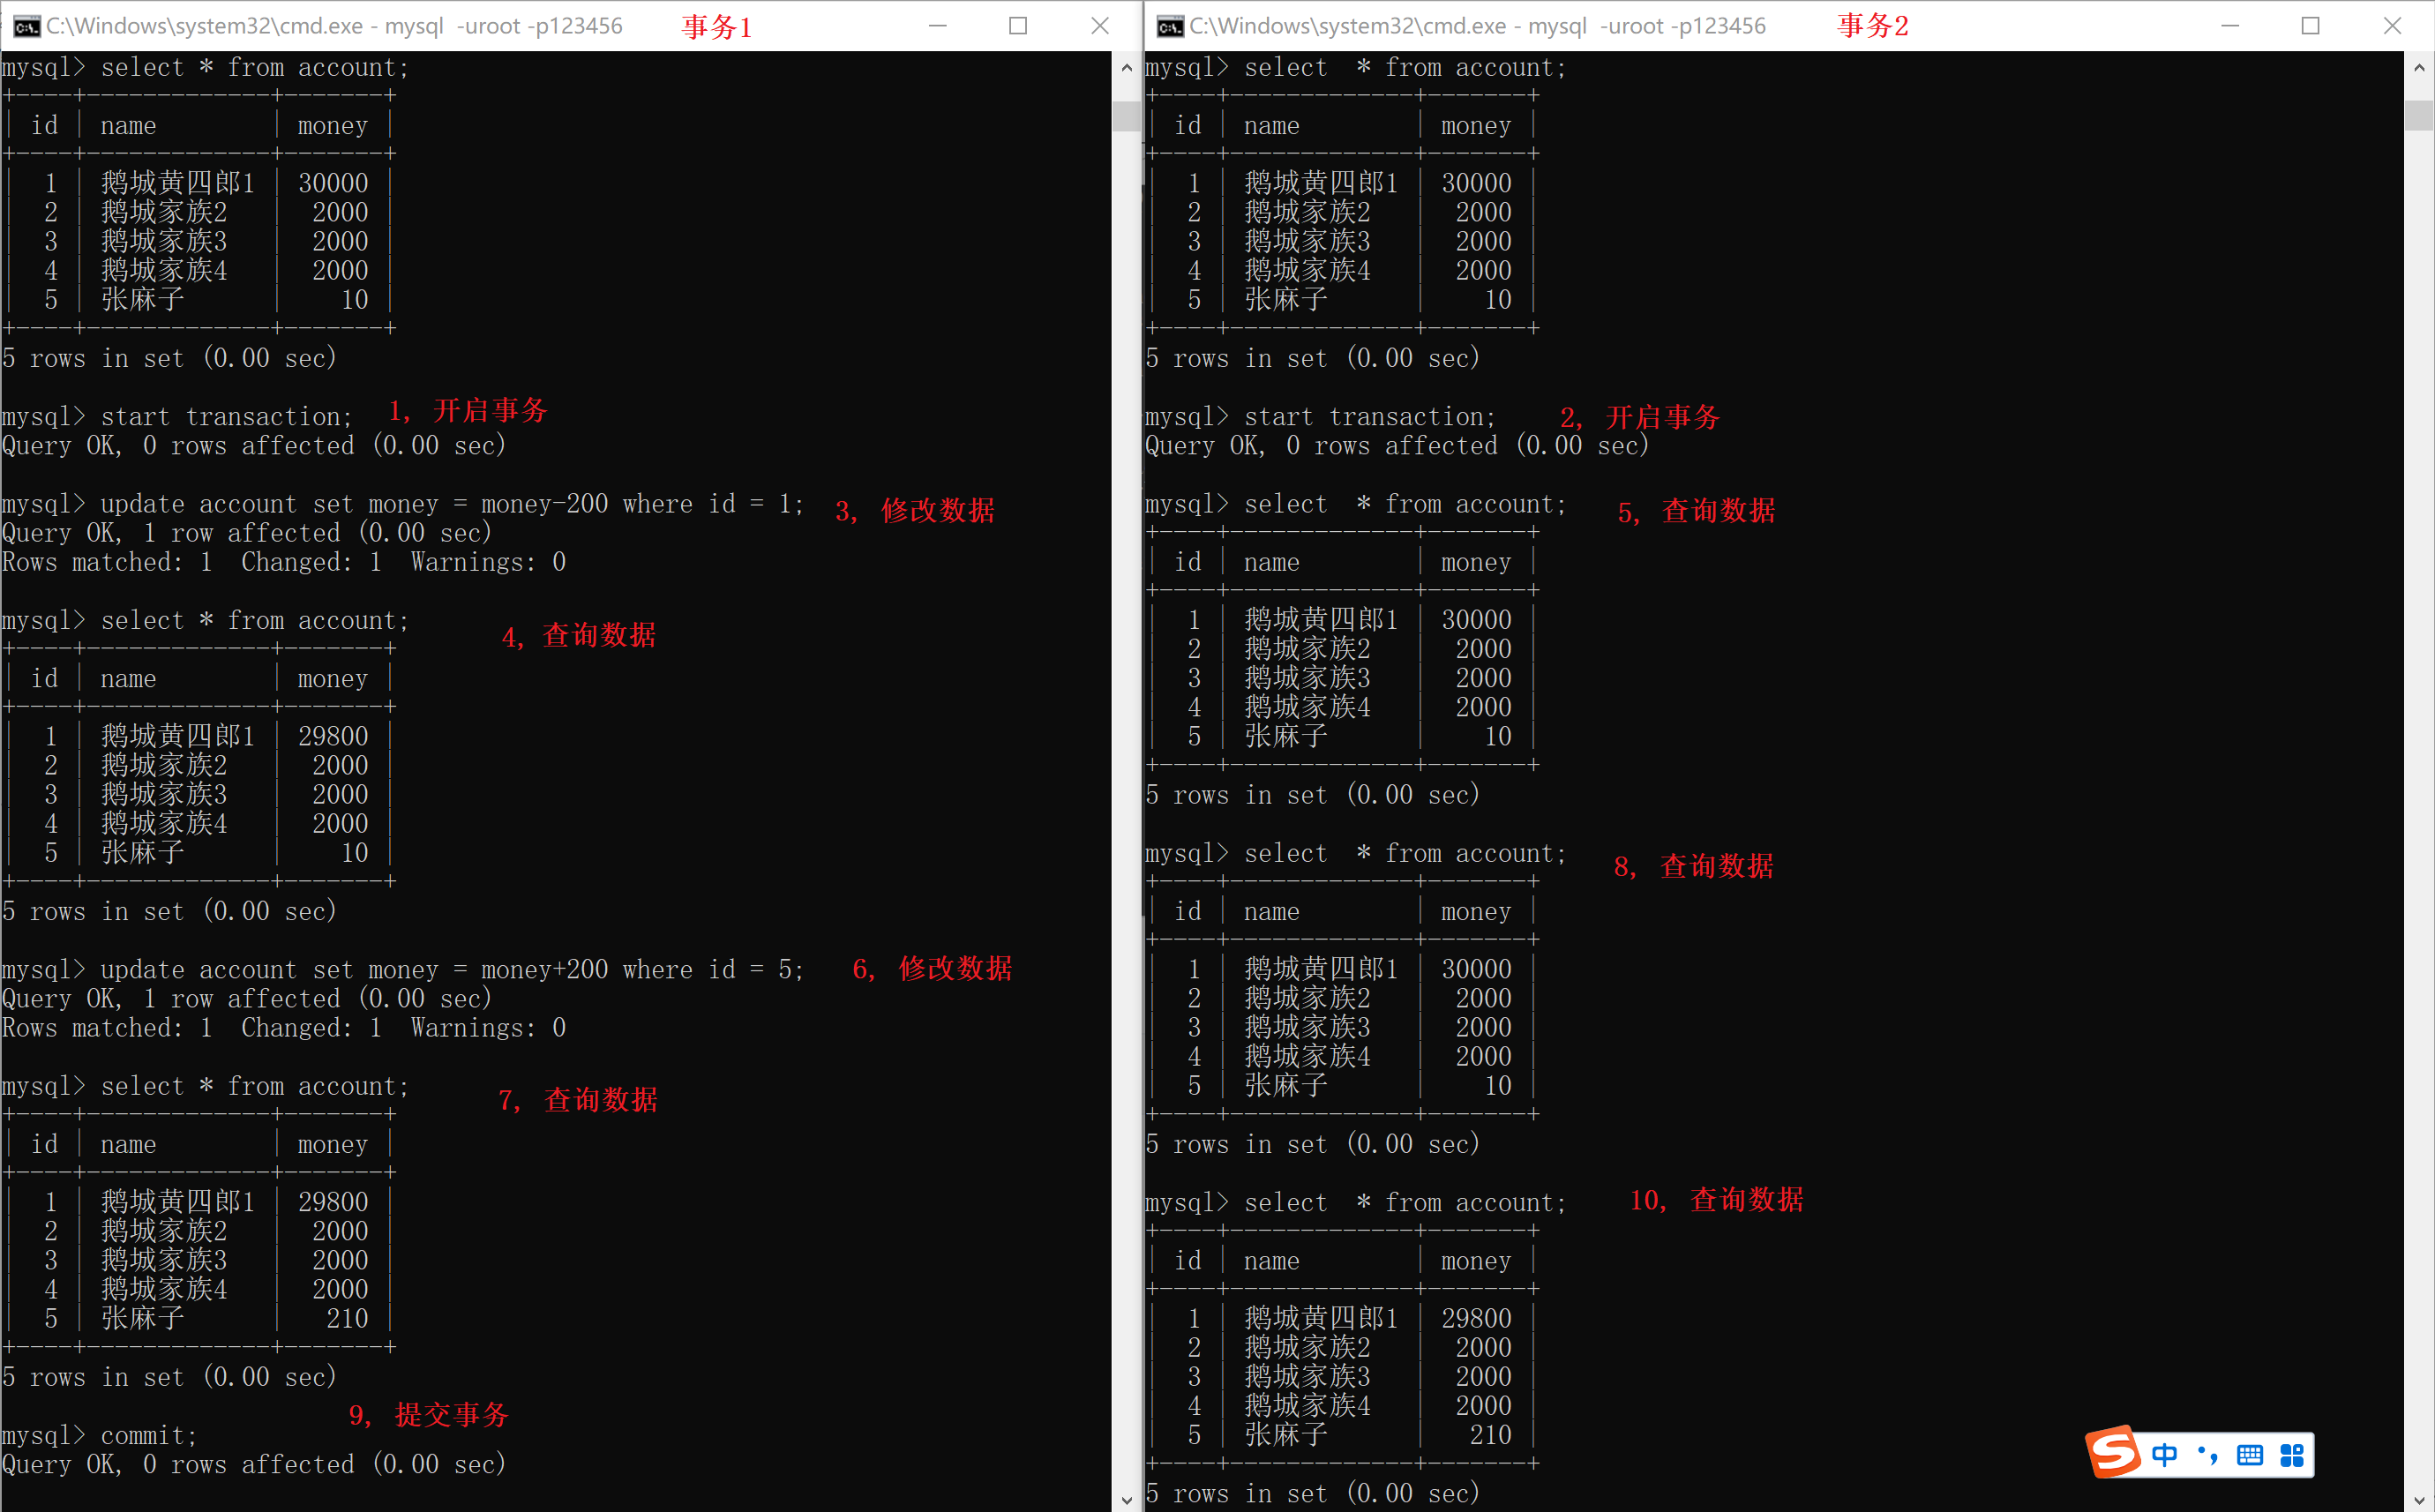 C:\Windows\system32\cmd.exe - mysql  -uroot -p123456 事务1
mysql> select * from account;
+----+-------------+-------+
| id | name        | money |
+----+-------------+-------+
|  1 | 鹅城黄四郎1 | 30000 |
|  2 | 鹅城家族2   |  2000 |
|  3 | 鹅城家族3   |  2000 |
|  4 | 鹅城家族4   |  2000 |
|  5 | 张麻子      |    10 |
+----+-------------+-------+
5 rows in set (0.00 sec)
mysql> start transaction; 1, 开启事务
Query OK, 0 rows affected (0.00 sec)
mysql> update account set money = money-200 where id = 1; 3, 修改数据
Query OK, 1 row affected (0.00 sec)
Rows matched: 1  Changed: 1  Warnings: 0
mysql> select * from account; 4, 查询数据
+----+-------------+-------+
| id | name        | money |
+----+-------------+-------+
|  1 | 鹅城黄四郎1 | 29800 |
|  2 | 鹅城家族2   |  2000 |
|  3 | 鹅城家族3   |  2000 |
|  4 | 鹅城家族4   |  2000 |
|  5 | 张麻子      |    10 |
+----+-------------+-------+
5 rows in set (0.00 sec)
mysql> update account set money = money+200 where id = 5; 6, 修改数据
Query OK, 1 row affected (0.00 sec)
Rows matched: 1  Changed: 1  Warnings: 0
mysql> select * from account; 7, 查询数据
+----+-------------+-------+
| id | name        | money |
+----+-------------+-------+
|  1 | 鹅城黄四郎1 | 29800 |
|  2 | 鹅城家族2   |  2000 |
|  3 | 鹅城家族3   |  2000 |
|  4 | 鹅城家族4   |  2000 |
|  5 | 张麻子      |   210 |
+----+-------------+-------+
5 rows in set (0.00 sec)
9, 提交事务
mysql> commit;
Query OK, 0 rows affected (0.00 sec)
C:\Windows\system32\cmd.exe - mysql  -uroot -p123456 事务2
mysql> select  * from account;
+----+-------------+-------+
| id | name        | money |
+----+-------------+-------+
|  1 | 鹅城黄四郎1 | 30000 |
|  2 | 鹅城家族2   |  2000 |
|  3 | 鹅城家族3   |  2000 |
|  4 | 鹅城家族4   |  2000 |
|  5 | 张麻子      |    10 |
+----+-------------+-------+
5 rows in set (0.00 sec)
mysql> start transaction; 2, 开启事务
Query OK, 0 rows affected (0.00 sec)
mysql> select  * from account; 5, 查询数据
+----+-------------+-------+
| id | name        | money |
+----+-------------+-------+
|  1 | 鹅城黄四郎1 | 30000 |
|  2 | 鹅城家族2   |  2000 |
|  3 | 鹅城家族3   |  2000 |
|  4 | 鹅城家族4   |  2000 |
|  5 | 张麻子      |    10 |
+----+-------------+-------+
5 rows in set (0.00 sec)
mysql> select  * from account; 8, 查询数据
+----+-------------+-------+
| id | name        | money |
+----+-------------+-------+
|  1 | 鹅城黄四郎1 | 30000 |
|  2 | 鹅城家族2   |  2000 |
|  3 | 鹅城家族3   |  2000 |
|  4 | 鹅城家族4   |  2000 |
|  5 | 张麻子      |    10 |
+----+-------------+-------+
5 rows in set (0.00 sec)
mysql> select  * from account; 10, 查询数据
+----+-------------+-------+
| id | name        | money |
+----+-------------+-------+
|  1 | 鹅城黄四郎1 | 29800 |
|  2 | 鹅城家族2   |  2000 |
|  3 | 鹅城家族3   |  2000 |
|  4 | 鹅城家族4   |  2000 |
|  5 | 张麻子      |   210 |
+----+-------------+-------+
5 rows in set (0.00 sec)
S 中